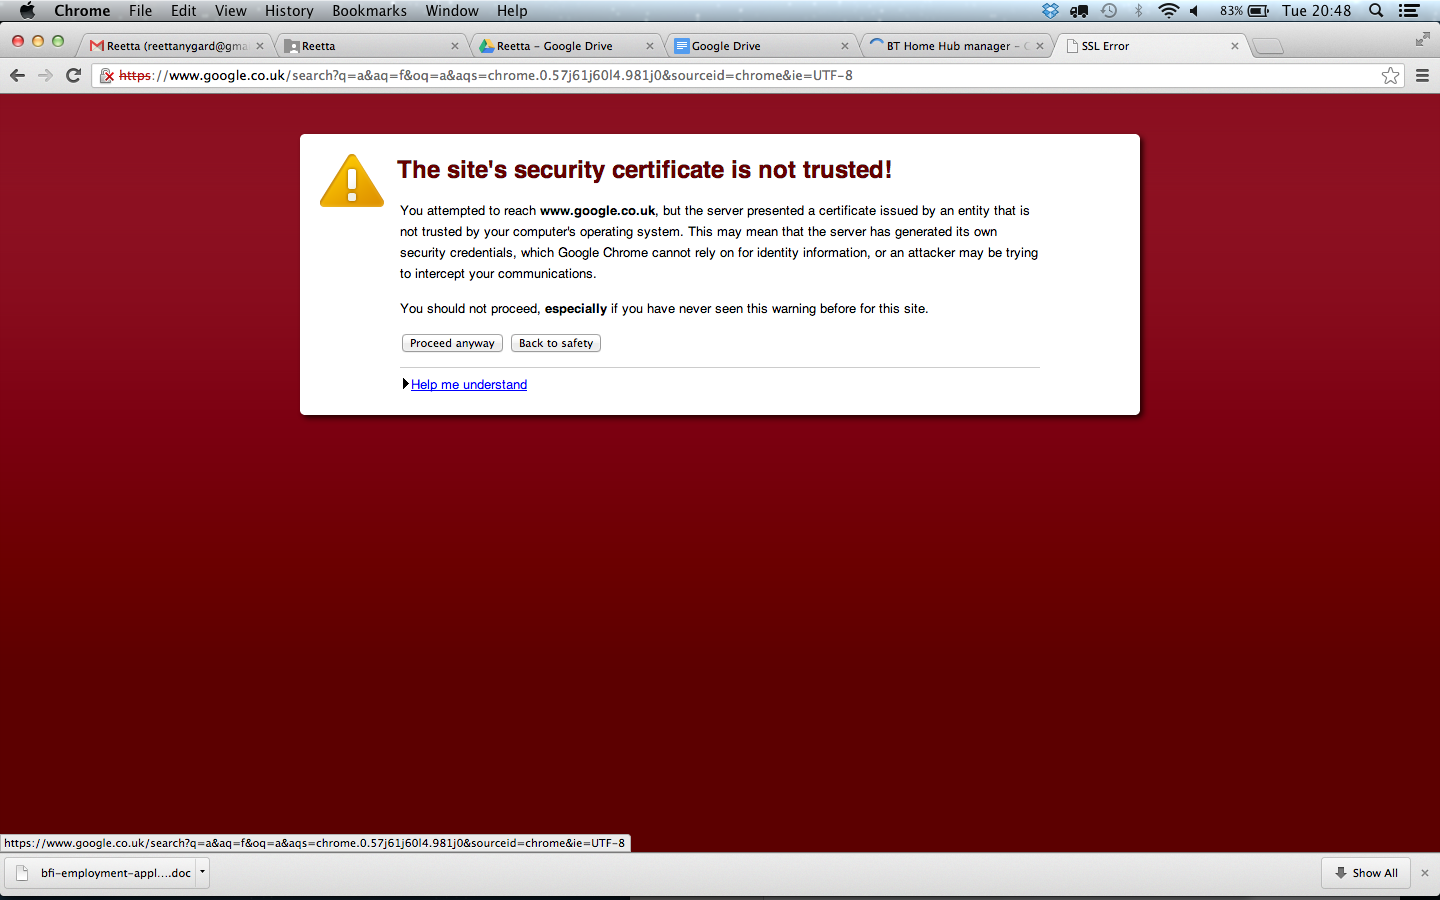 Chrome File Edit View History Bookmarks Window Help 83% Tue 20:48
Reetta (reettanygard@gma Reetta Reetta – Google Drive Google Drive BT Home Hub manager – SSL Error
https://www.google.co.uk/search?q=a&aq=f&oq=a&aqs=chrome.0.57j61j60l4.981j0&sourceid=chrome&ie=UTF-8
The site's security certificate is not trusted!
You attempted to reach www.google.co.uk, but the server presented a certificate issued by an entity that is
not trusted by your computer's operating system. This may mean that the server has generated its own
security credentials, which Google Chrome cannot rely on for identity information, or an attacker may be trying
to intercept your communications.
You should not proceed, especially if you have never seen this warning before for this site.
Proceed anyway Back to safety
Help me understand
https://www.google.co.uk/search?q=a&aq=f&oq=a&aqs=chrome.0.57j61j60l4.981j0&sourceid=chrome&ie=UTF-8
bfi-employment-appl....doc Show All